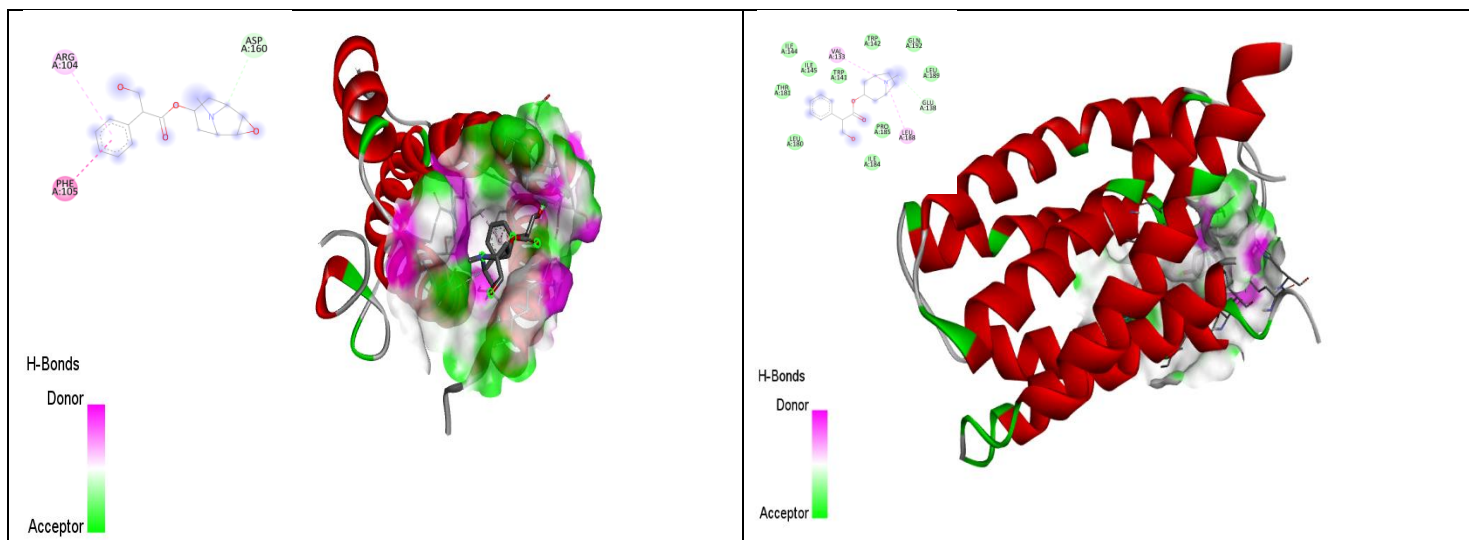 ARG
A:104
ASP
A:160
O
O
O
N
O
PHE
A:105
H-Bonds
Donor
Acceptor
ILE
A:144
VAL
A:133
TRP
A:142
GLN
A:192
ILE
A:145
TRP
A:141
LEU
A:189
THR
A:181
GLU
A:138
PRO
A:185
LEU
A:188
LEU
A:180
ILE
A:184
H-Bonds
Donor
Acceptor